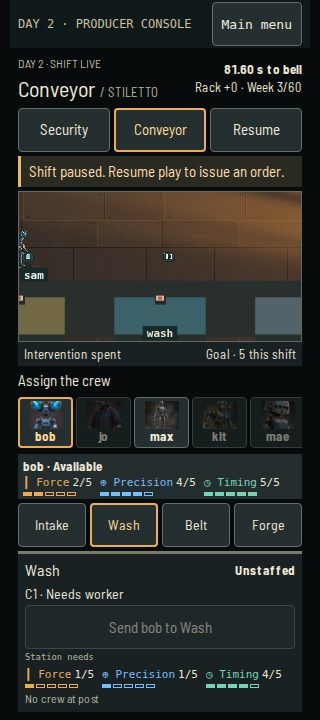 DAY 2 · PRODUCER CONSOLE
Main menu
DAY 2 · SHIFT LIVE
81.60 s to bell
Conveyor / STILETTO
Rack +0 · Week 3/60
Security
Conveyor
Resume
Shift paused. Resume play to issue an order.
sam
wash
Intervention spent
Goal · 5 this shift
Assign the crew
bob
jo
max
kit
mae
bob · Available
Force 2/5
Precision 4/5
Timing 5/5
Intake
Wash
Belt
Forge
Wash
Unstaffed
C1 · Needs worker
Send bob to Wash
Station needs
Force 1/5
Precision 1/5
Timing 4/5
No crew at post